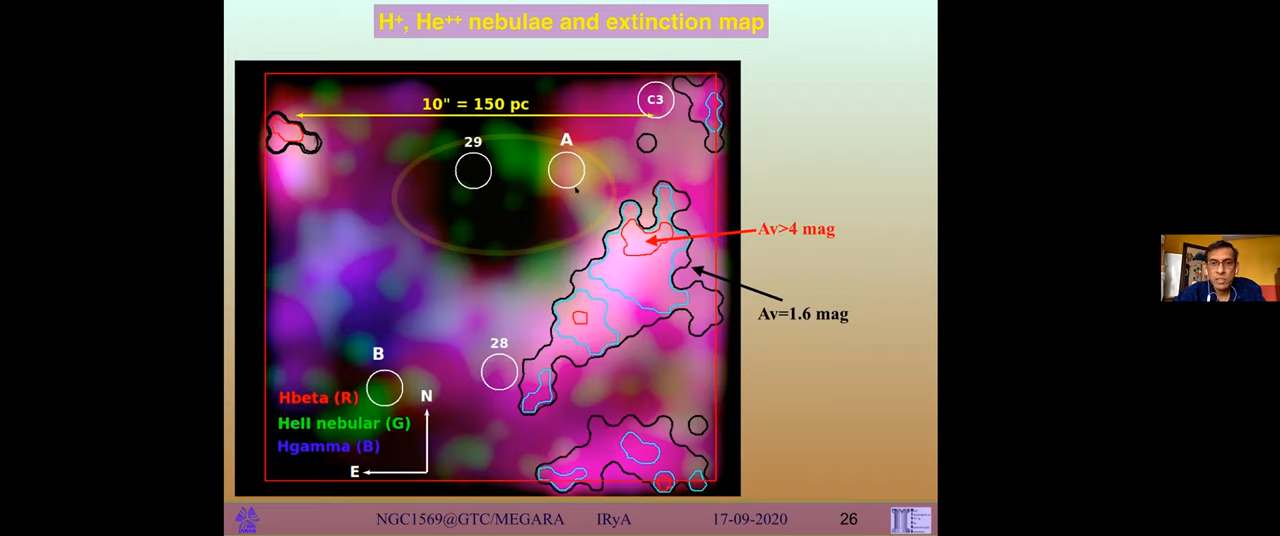 H⁺, He⁺⁺ nebulae and extinction map
10" = 150 pc
C3
29
A
Av>4 mag
Av=1.6 mag
28
B
Hbeta (R)
N
HeII nebular (G)
Hgamma (B)
E
NGC1569@GTC/MEGARA IRyA 17-09-2020 26